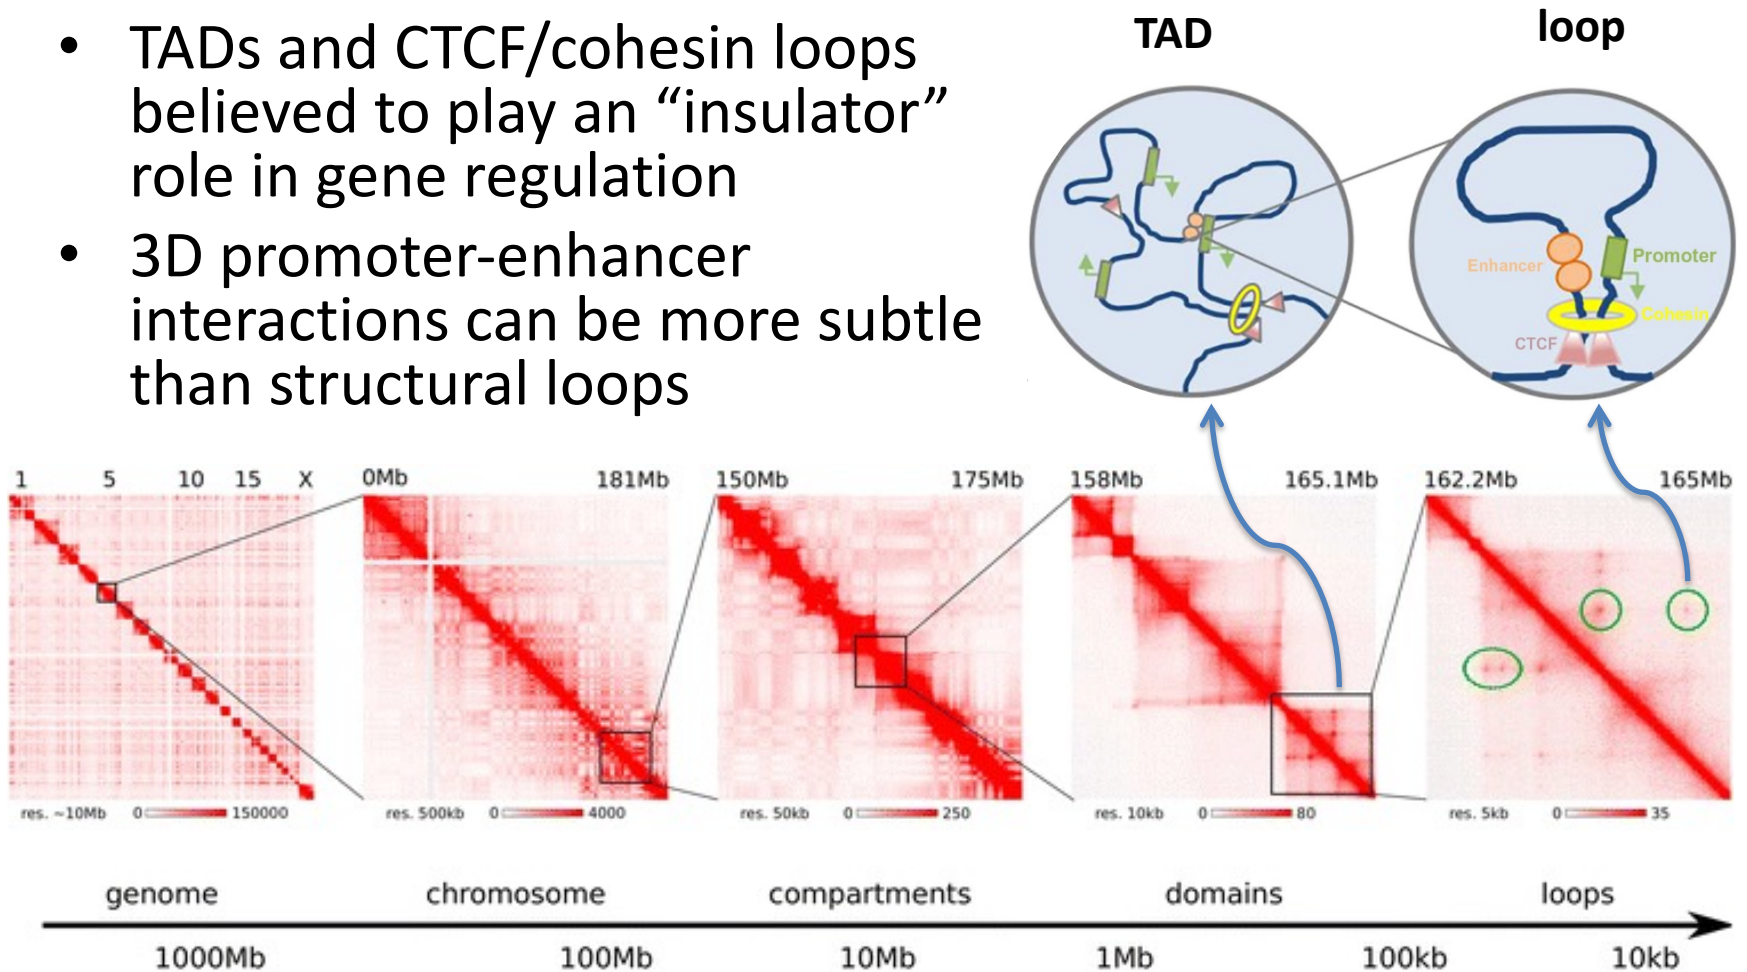 • TADs and CTCF/cohesin loops
believed to play an “insulator”
role in gene regulation
• 3D promoter-enhancer
interactions can be more subtle
than structural loops
TAD
loop
Enhancer
Promoter
Cohesin
CTCF
1 5 10 15 X
0Mb 181Mb
150Mb 175Mb
158Mb 165.1Mb
162.2Mb 165Mb
res. ~10Mb 0 150000
res. 500kb 0 4000
res. 50kb 0 250
res. 10kb 0 80
res. 5kb 0 35
genome chromosome compartments domains loops
1000Mb 100Mb 10Mb 1Mb 100kb 10kb